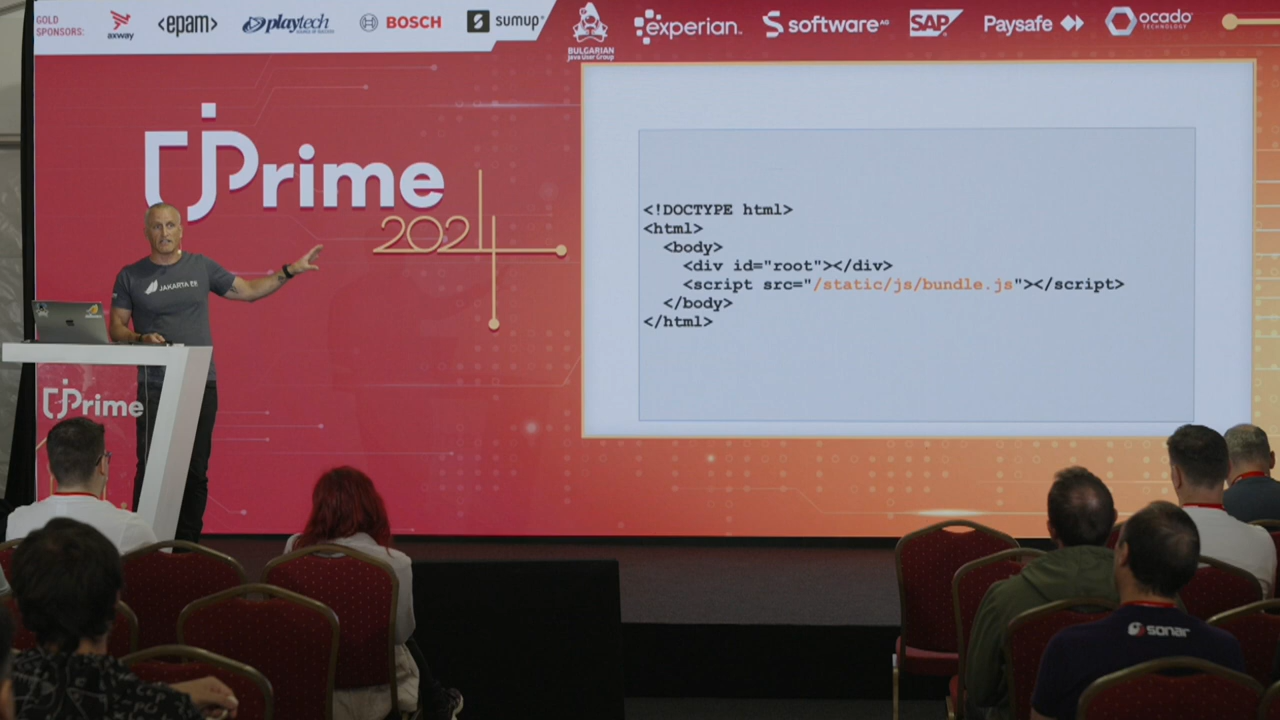 GOLD
SPONSORS:
axway
<epam>
playtech
BOSCH
sumup
BULGARIAN
Java User Group
experian.
software AG
SAP
Paysafe
ocado
TECHNOLOGY
jPrime
2024
<!DOCTYPE html>
<html>
<body>
<div id="root"></div>
<script src="/static/js/bundle.js"></script>
</body>
</html>
JAKARTA EE
jPrime
sonar